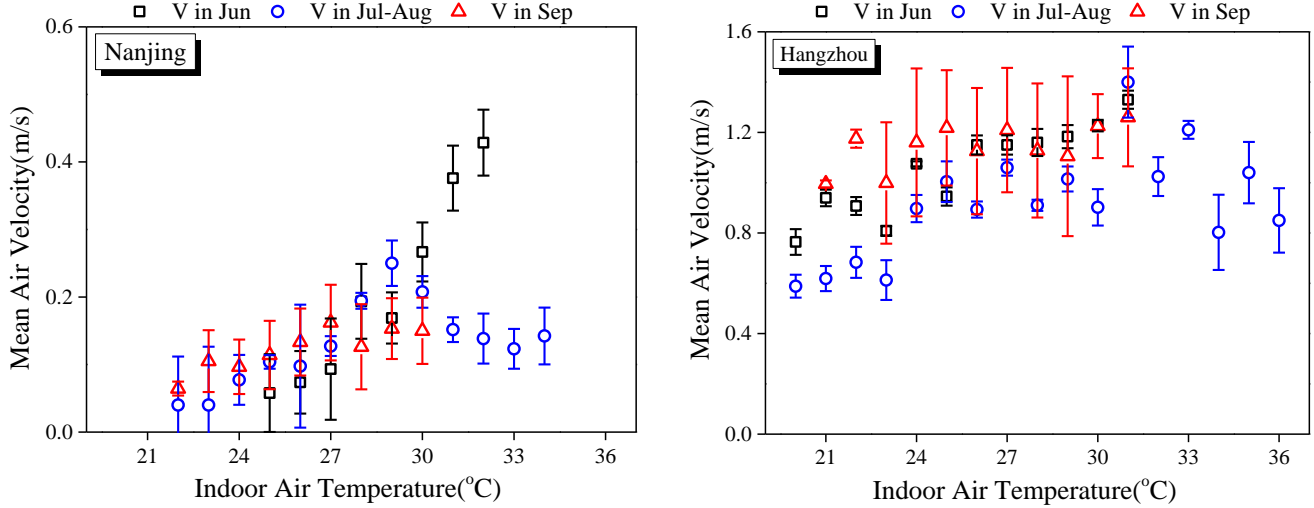 V in Jun V in Jul-Aug V in Sep
Nanjing
Mean Air Velocity(m/s)
0.6
0.4
0.2
0.0
21 24 27 30 33 36
Indoor Air Temperature(°C)
V in Jun V in Jul-Aug V in Sep
Hangzhou
Mean Air Velocity(m/s)
1.6
1.2
0.8
0.4
0.0
21 24 27 30 33 36
Indoor Air Temperature(°C)